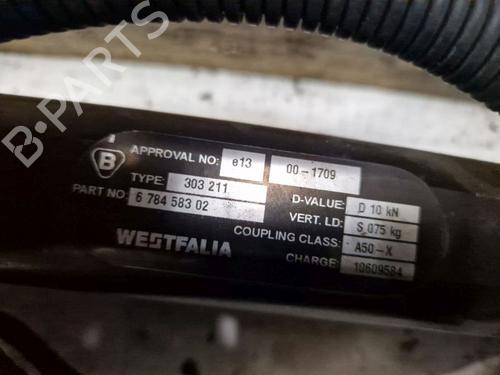 B
APPROVAL NO: e13 00-1709
TYPE: 303 211
PART NO: 6 784 583 02
D-VALUE: D 10 kN
VERT. LD: S 075 kg
COUPLING CLASS: A50-X
CHARGE: 10609584
WESTFALIA
B-PARTS